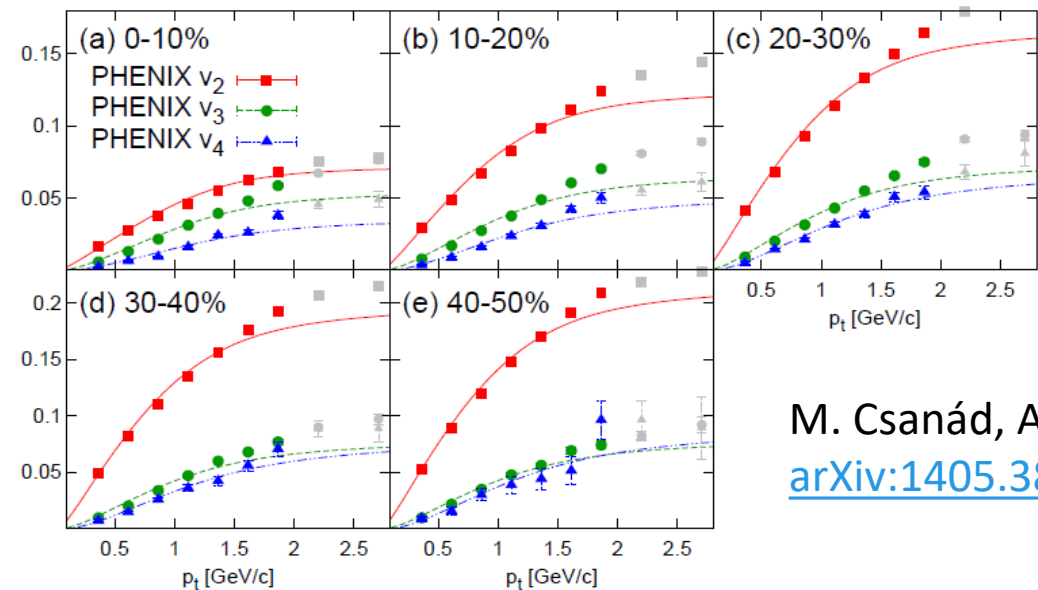 (a) 0-10%
PHENIX v2
PHENIX v3
PHENIX v4
(b) 10-20%
(c) 20-30%
0.15
0.1
0.05
0.5 1 1.5 2 2.5
pt [GeV/c]
(d) 30-40%
(e) 40-50%
0.2
0.15
0.1
0.05
0.5 1 1.5 2 2.5
pt [GeV/c]
0.5 1 1.5 2 2.5
pt [GeV/c]
M. Csanád, A
arXiv:1405.38